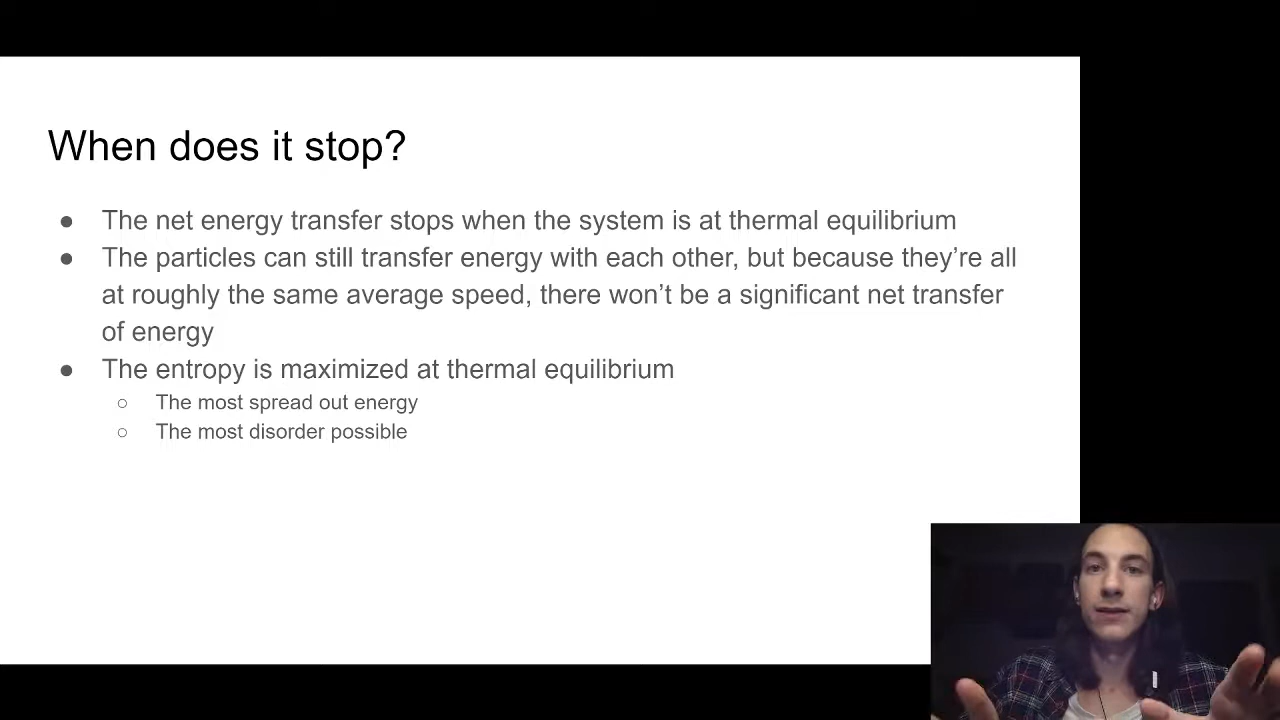 When does it stop?
● The net energy transfer stops when the system is at thermal equilibrium
● The particles can still transfer energy with each other, but because they’re all
at roughly the same average speed, there won’t be a significant net transfer
of energy
● The entropy is maximized at thermal equilibrium
○ The most spread out energy
○ The most disorder possible